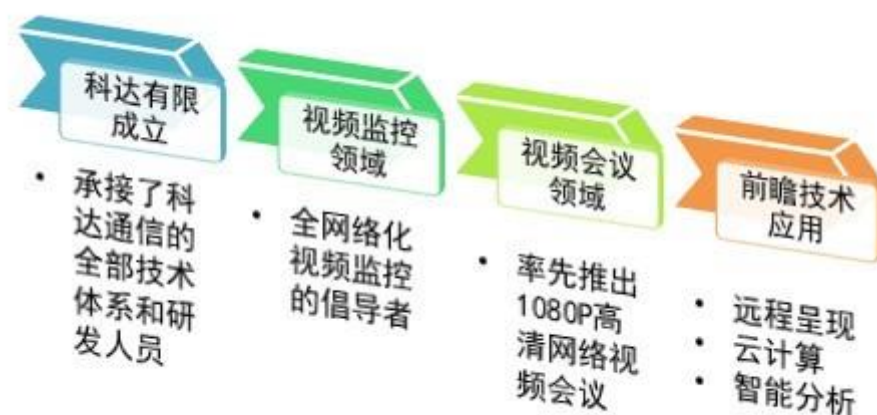 科达有限
成立
承接了科
达通信的
全部技术
体系和研
发人员
视频监控
领域
全网络化
视频监控
的倡导者
视频会议
领域
率先推出
1080P高
清网络视
频会议
前瞻技术
应用
远程呈现
云计算
智能分析